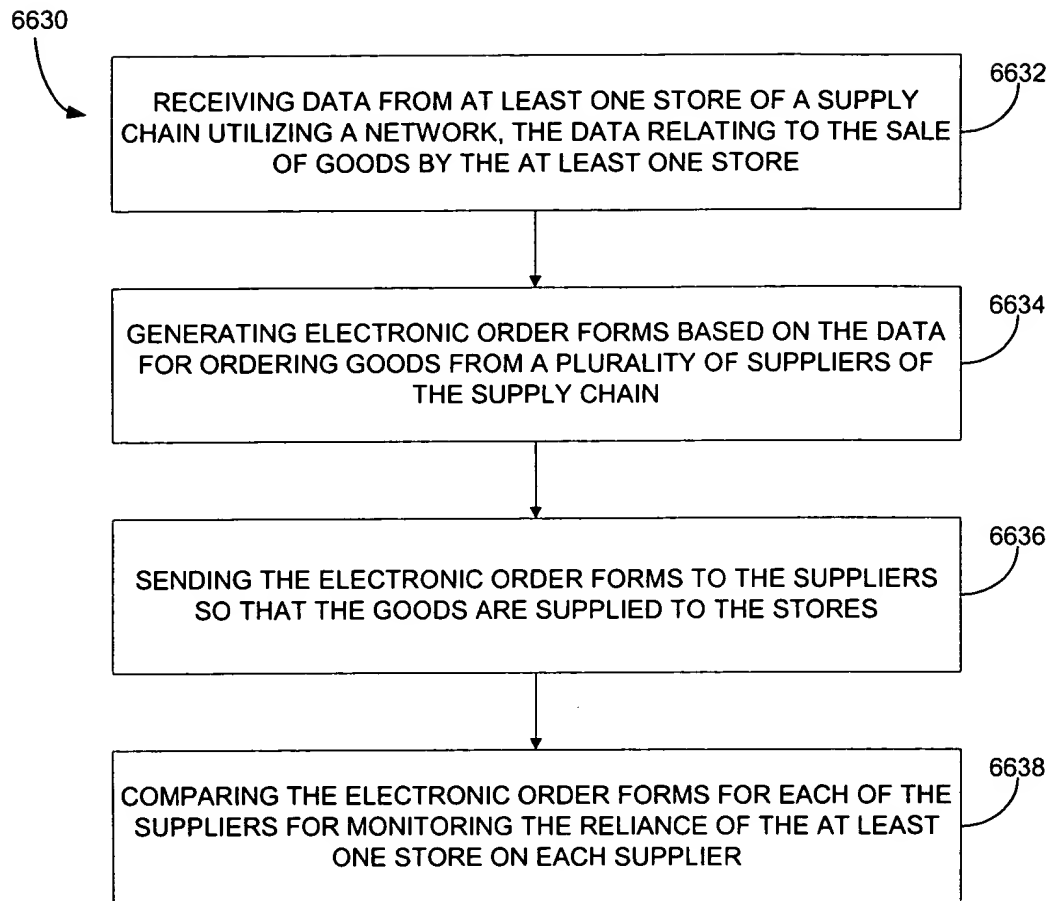 6630
6632
RECEIVING DATA FROM AT LEAST ONE STORE OF A SUPPLY
CHAIN UTILIZING A NETWORK, THE DATA RELATING TO THE SALE
OF GOODS BY THE AT LEAST ONE STORE
6634
GENERATING ELECTRONIC ORDER FORMS BASED ON THE DATA
FOR ORDERING GOODS FROM A PLURALITY OF SUPPLIERS OF
THE SUPPLY CHAIN
6636
SENDING THE ELECTRONIC ORDER FORMS TO THE SUPPLIERS
SO THAT THE GOODS ARE SUPPLIED TO THE STORES
6638
COMPARING THE ELECTRONIC ORDER FORMS FOR EACH OF THE
SUPPLIERS FOR MONITORING THE RELIANCE OF THE AT LEAST
ONE STORE ON EACH SUPPLIER